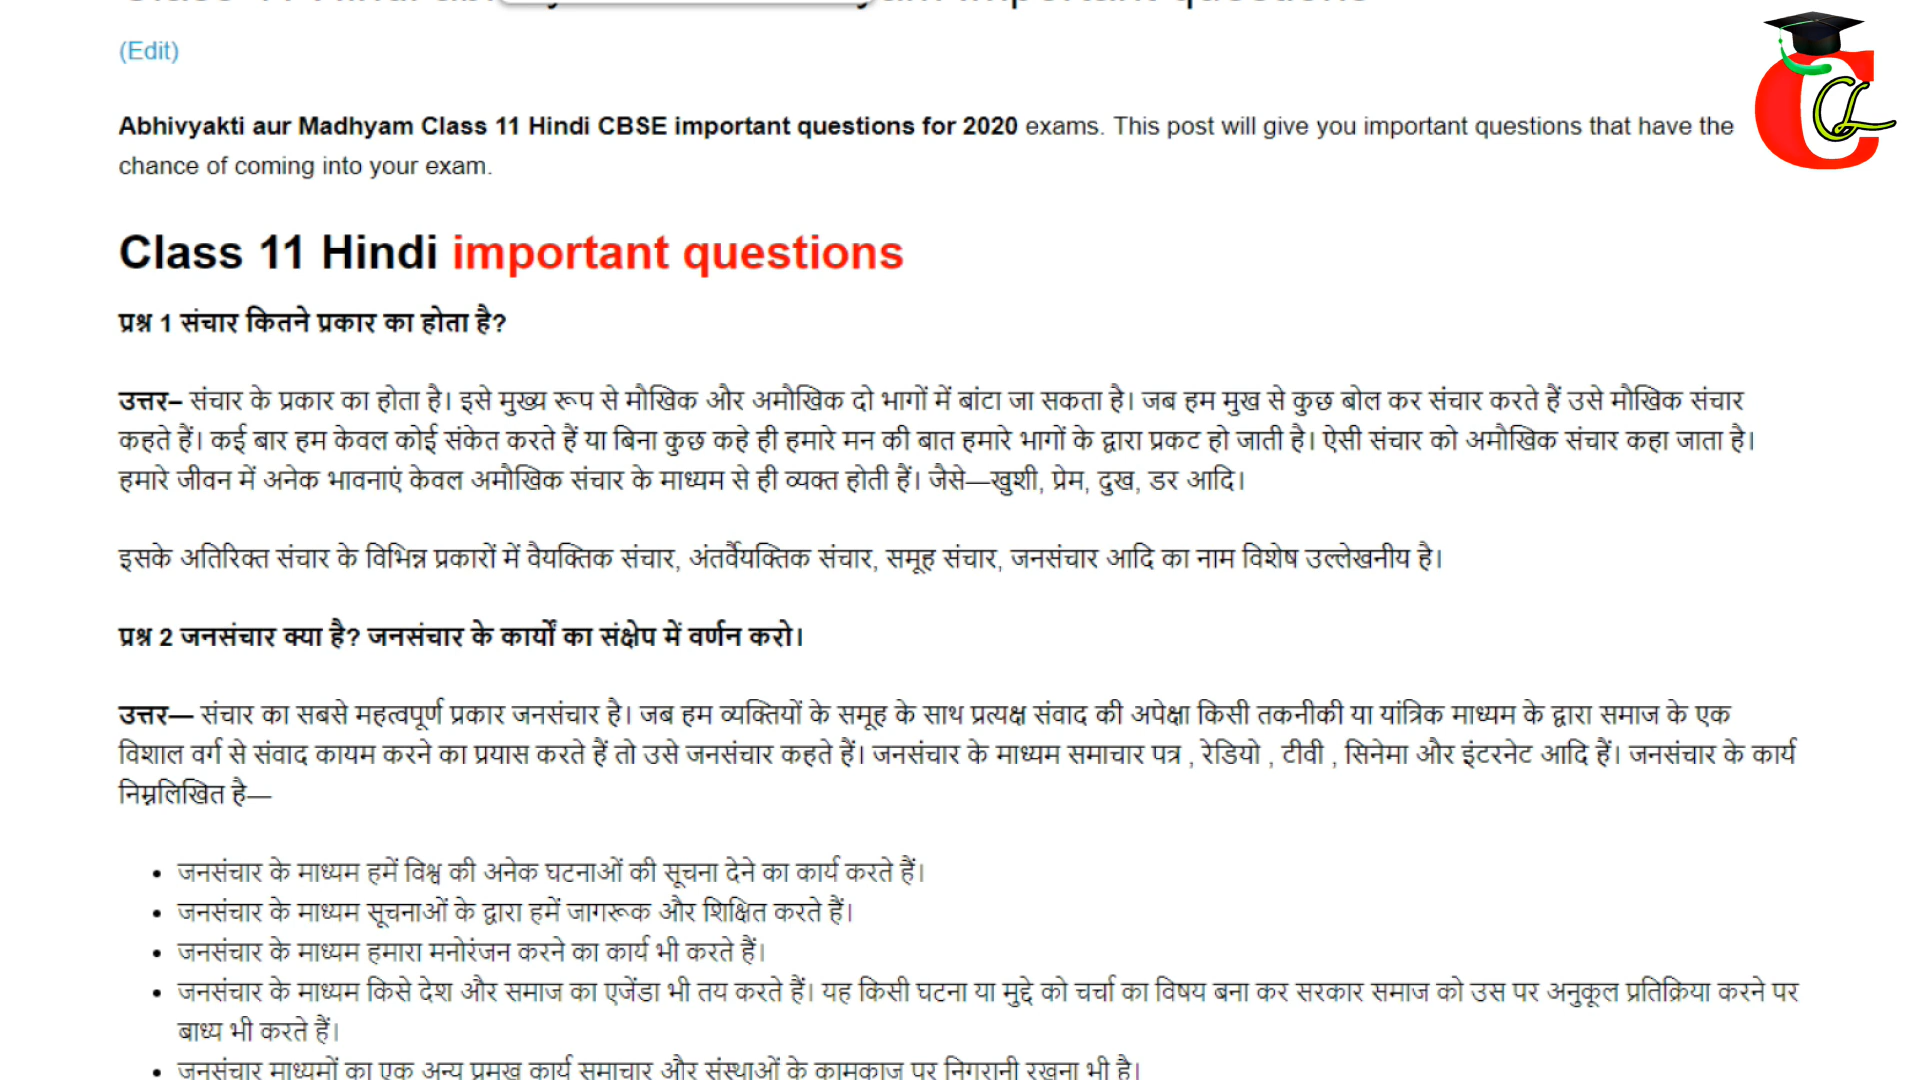 (Edit)
Abhivyakti aur Madhyam Class 11 Hindi CBSE important questions for 2020 exams. This post will give you important questions that have the
chance of coming into your exam.
Class 11 Hindi important questions
प्रश्न 1 संचार कितने प्रकार का होता है?
उत्तर– संचार के प्रकार का होता है। इसे मुख्य रूप से मौखिक और अमौखिक दो भागों में बांटा जा सकता है। जब हम मुख से कुछ बोल कर संचार करते हैं उसे मौखिक संचार
कहते हैं। कई बार हम केवल कोई संकेत करते हैं या बिना कुछ कहे ही हमारे मन की बात हमारे भागों के द्वारा प्रकट हो जाती है। ऐसी संचार को अमौखिक संचार कहा जाता है।
हमारे जीवन में अनेक भावनाएं केवल अमौखिक संचार के माध्यम से ही व्यक्त होती हैं। जैसे—खुशी, प्रेम, दुख, डर आदि।
इसके अतिरिक्त संचार के विभिन्न प्रकारों में वैयक्तिक संचार, अंतर्वैयक्तिक संचार, समूह संचार, जनसंचार आदि का नाम विशेष उल्लेखनीय है।
प्रश्न 2 जनसंचार क्या है? जनसंचार के कार्यों का संक्षेप में वर्णन करो।
उत्तर— संचार का सबसे महत्वपूर्ण प्रकार जनसंचार है। जब हम व्यक्तियों के समूह के साथ प्रत्यक्ष संवाद की अपेक्षा किसी तकनीकी या यांत्रिक माध्यम के द्वारा समाज के एक
विशाल वर्ग से संवाद कायम करने का प्रयास करते हैं तो उसे जनसंचार कहते हैं। जनसंचार के माध्यम समाचार पत्र , रेडियो , टीवी , सिनेमा और इंटरनेट आदि हैं। जनसंचार के कार्य
निम्नलिखित है—
• जनसंचार के माध्यम हमें विश्व की अनेक घटनाओं की सूचना देने का कार्य करते हैं।
• जनसंचार के माध्यम सूचनाओं के द्वारा हमें जागरूक और शिक्षित करते हैं।
• जनसंचार के माध्यम हमारा मनोरंजन करने का कार्य भी करते हैं।
• जनसंचार के माध्यम किसे देश और समाज का एजेंडा भी तय करते हैं। यह किसी घटना या मुद्दे को चर्चा का विषय बना कर सरकार समाज को उस पर अनुकूल प्रतिक्रिया करने पर
बाध्य भी करते हैं।
• जनसंचार माध्यमों का एक अन्य प्रमुख कार्य समाचार और संस्थाओं के कामकाज पर निगरानी रखना भी है।